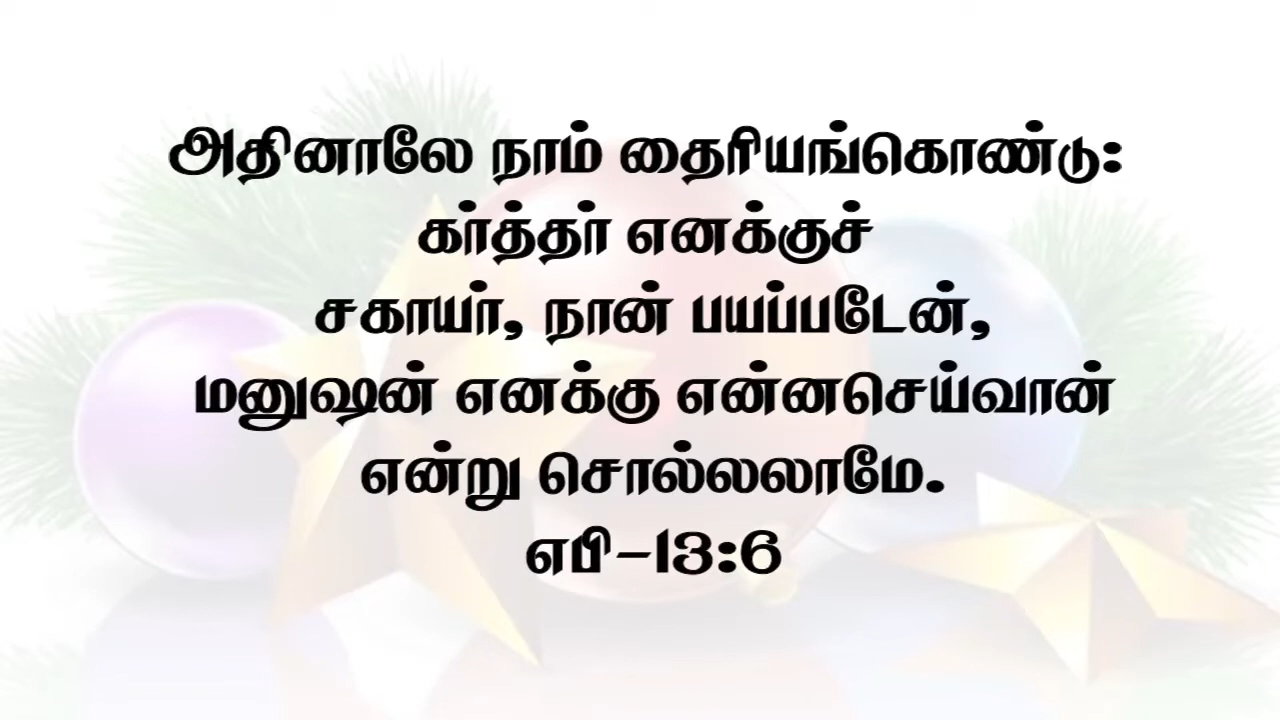 அதினாலே நாம் தைரியங்கொண்டு:
கர்த்தர் எனக்குச்
சகாயர், நான் பயப்படேன்,
மனுஷன் எனக்கு என்னசெய்வான்
என்று சொல்லலாமே.
எபி-13:6